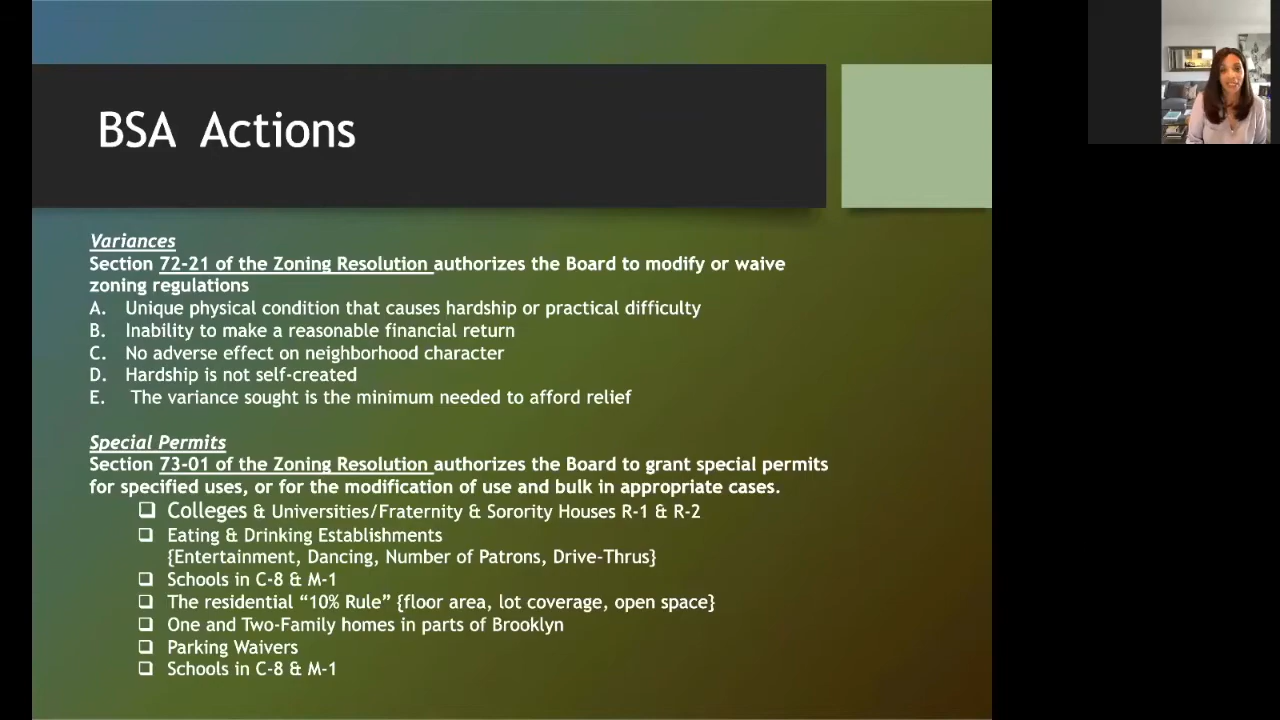 BSA Actions
Variances
Section 72-21 of the Zoning Resolution authorizes the Board to modify or waive
zoning regulations
A. Unique physical condition that causes hardship or practical difficulty
B. Inability to make a reasonable financial return
C. No adverse effect on neighborhood character
D. Hardship is not self-created
E. The variance sought is the minimum needed to afford relief
Special Permits
Section 73-01 of the Zoning Resolution authorizes the Board to grant special permits
for specified uses, or for the modification of use and bulk in appropriate cases.
❑ Colleges & Universities/Fraternity & Sorority Houses R-1 & R-2
❑ Eating & Drinking Establishments
{Entertainment, Dancing, Number of Patrons, Drive-Thrus}
❑ Schools in C-8 & M-1
❑ The residential “10% Rule” {floor area, lot coverage, open space}
❑ One and Two-Family homes in parts of Brooklyn
❑ Parking Waivers
❑ Schools in C-8 & M-1